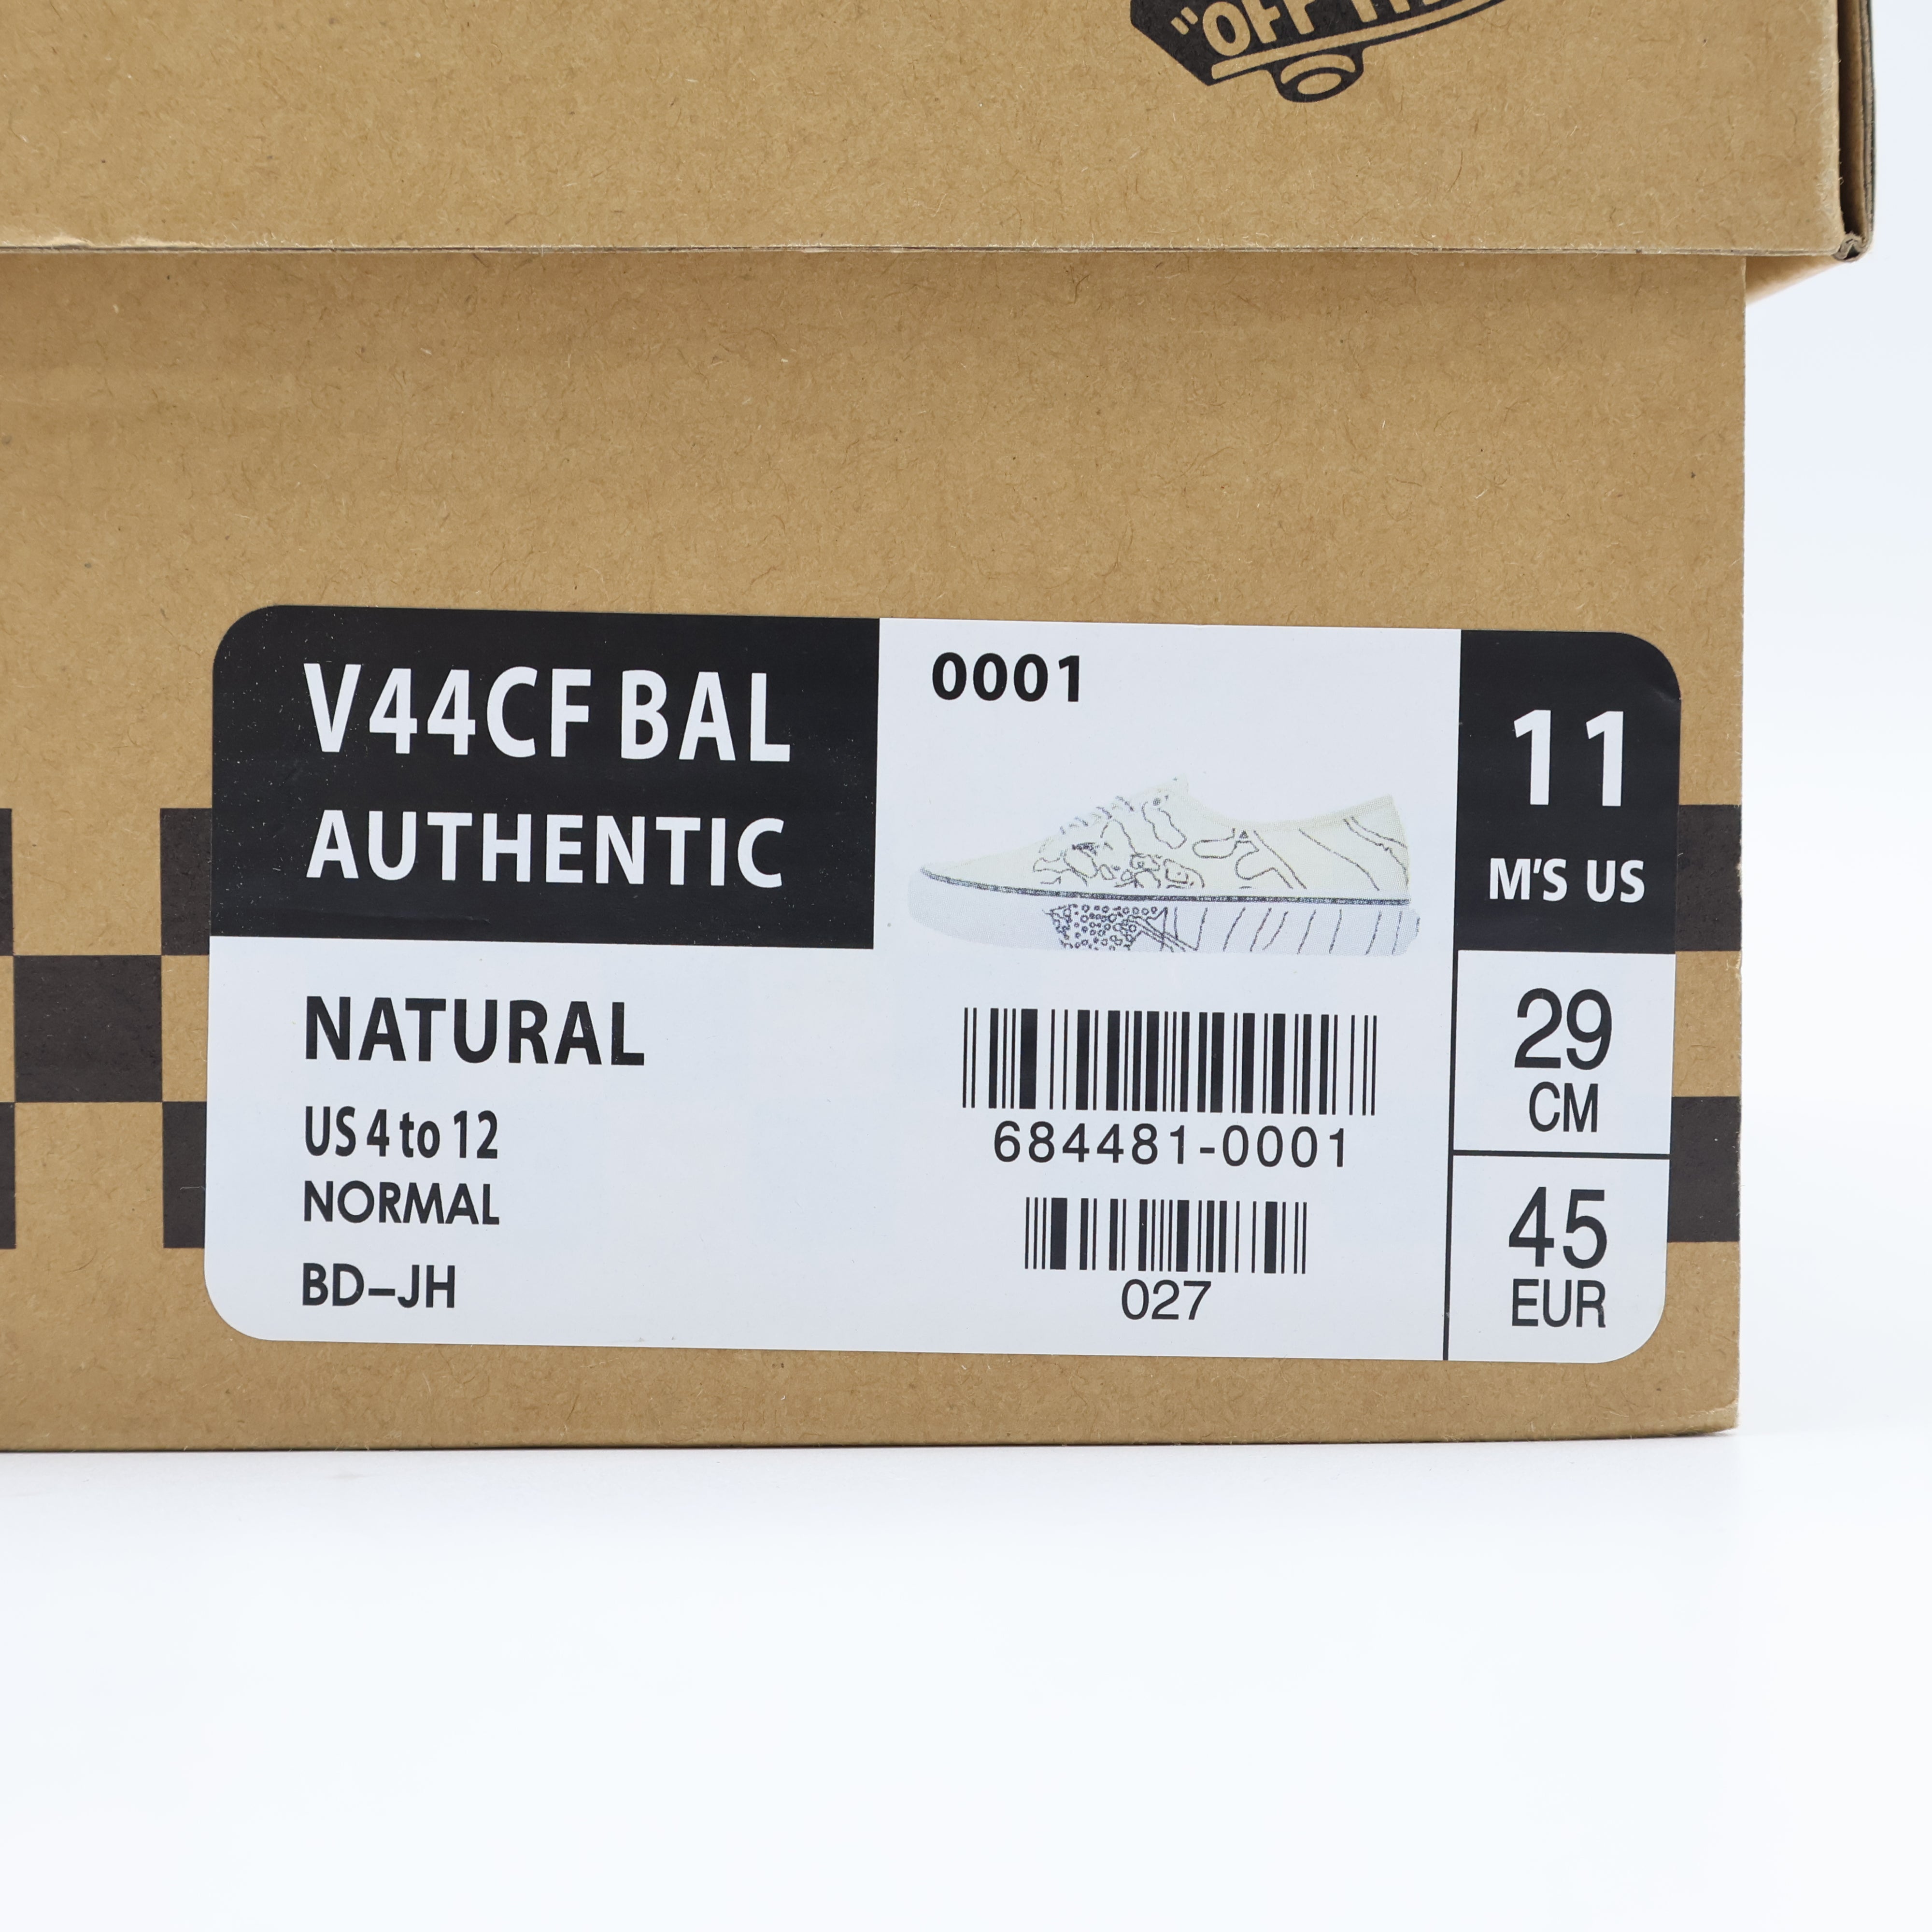 "OFF
V44CF BAL
AUTHENTIC
NATURAL
US 4 to 12
NORMAL
BD-JH
0001
684481-0001
027
11
M'S US
29
CM
45
EUR